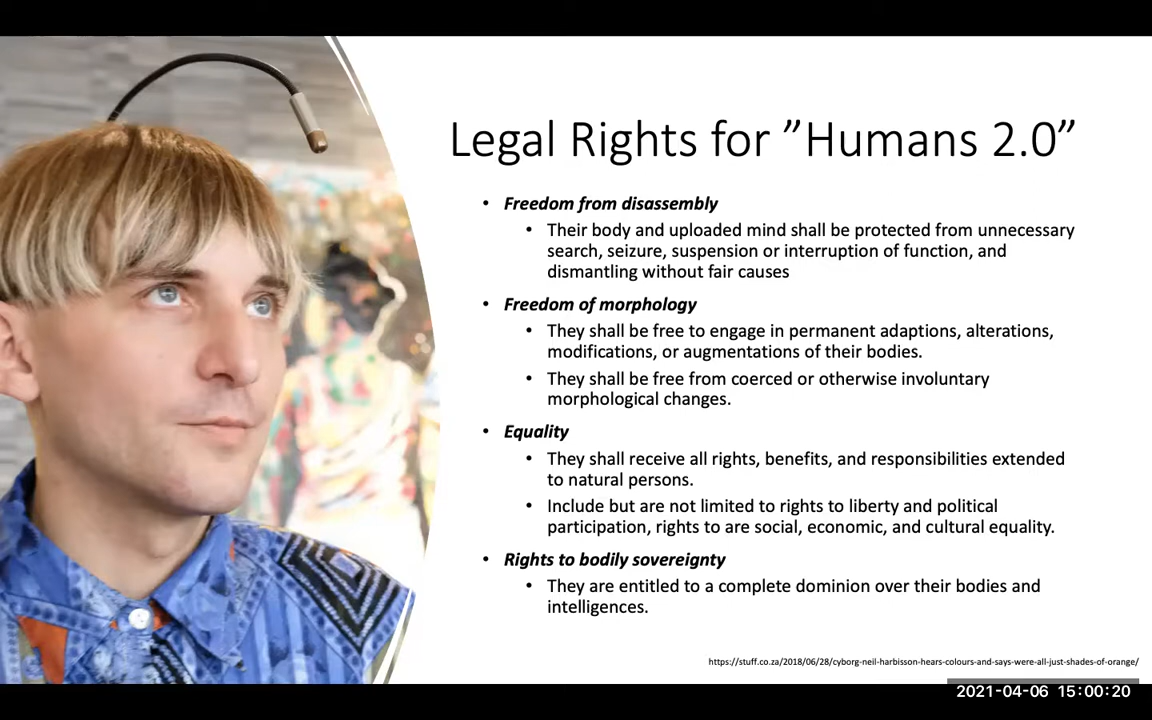 Legal Rights for ”Humans 2.0”
• Freedom from disassembly
• Their body and uploaded mind shall be protected from unnecessary
search, seizure, suspension or interruption of function, and
dismantling without fair causes
• Freedom of morphology
• They shall be free to engage in permanent adaptions, alterations,
modifications, or augmentations of their bodies.
• They shall be free from coerced or otherwise involuntary
morphological changes.
• Equality
• They shall receive all rights, benefits, and responsibilities extended
to natural persons.
• Include but are not limited to rights to liberty and political
participation, rights to are social, economic, and cultural equality.
• Rights to bodily sovereignty
• They are entitled to a complete dominion over their bodies and
intelligences.
https://stuff.co.za/2018/06/28/cyborg-neil-harbisson-hears-colours-and-says-were-all-just-shades-of-orange/
2021-04-06 15:00:20